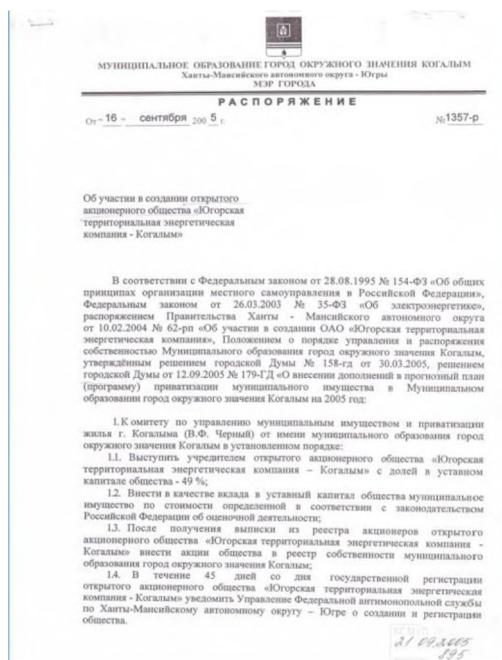 МУНИЦИПАЛЬНОЕ ОБРАЗОВАНИЕ ГОРОД ОКРУЖНОГО ЗНАЧЕНИЯ КОГАЛЫМ
Ханты-Мансийского автономного округа - Югры
МЭР ГОРОДА
РАСПОРЯЖЕНИЕ
От - 16 - сентября 200 5 г. № 1357-р
Об участии в создании открытого
акционерного общества «Югорская
территориальная энергетическая
компания - Когалым»
В соответствии с Федеральным законом от 28.08.1995 № 154-ФЗ «Об общих
принципах организации местного самоуправления в Российской Федерации»,
Федеральным законом от 26.03.2003 № 35-ФЗ «Об электроэнергетике»,
распоряжением Правительства Ханты - Мансийского автономного округа
от 10.02.2004 № 62-рп «Об участии в создании ОАО «Югорская территориальная
энергетическая компания», Положением о порядке управления и распоряжения
собственностью Муниципального образования город окружного значения Когалым,
утверждённым решением городской Думы № 158-гд от 30.03.2005, решением
городской Думы от 12.09.2005 № 179-ГД «О внесении дополнений в прогнозный план
(программу) приватизации муниципального имущества в Муниципальном
образовании город окружного значения Когалым на 2005 год:
1.Комитету по управлению муниципальным имуществом и приватизации
жилья г. Когалыма (В.Ф. Черный) от имени муниципального образования город
окружного значения Когалым в установленном порядке:
1.1. Выступить учредителем открытого акционерного общества «Югорская
территориальная энергетическая компания – Когалым» с долей в уставном
капитале общества - 49 %;
1.2. Внести в качестве вклада в уставный капитал общества муниципальное
имущество по стоимости определенной в соответствии с законодательством
Российской Федерации об оценочной деятельности;
1.3. После получения выписки из реестра акционеров открытого
акционерного общества «Югорская территориальная энергетическая компания -
Когалым» внести акции общества в реестр собственности муниципального
образования город окружного значения Когалым;
1.4. В течение 45 дней со дня государственной регистрации
открытого акционерного общества «Югорская территориальная энергетическая
компания - Когалым» уведомить Управление Федеральной антимонопольной службы
по Ханты-Мансийскому автономному округу – Югре о создании и регистрации
общества.
21 09.2005
895